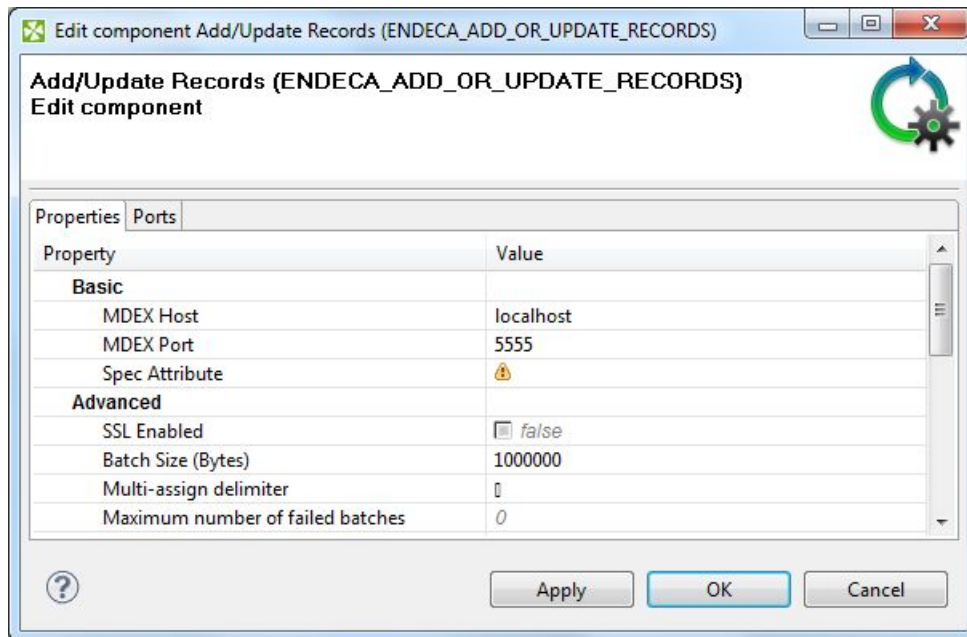 Edit component Add/Update Records (ENDECA_ADD_OR_UPDATE_RECORDS)
Add/Update Records (ENDECA_ADD_OR_UPDATE_RECORDS)
Edit component
Properties Ports
Property Value
Basic
MDEX Host localhost
MDEX Port 5555
Spec Attribute
Advanced
SSL Enabled false
Batch Size (Bytes) 1000000
Multi-assign delimiter ▯
Maximum number of failed batches 0
Apply OK Cancel